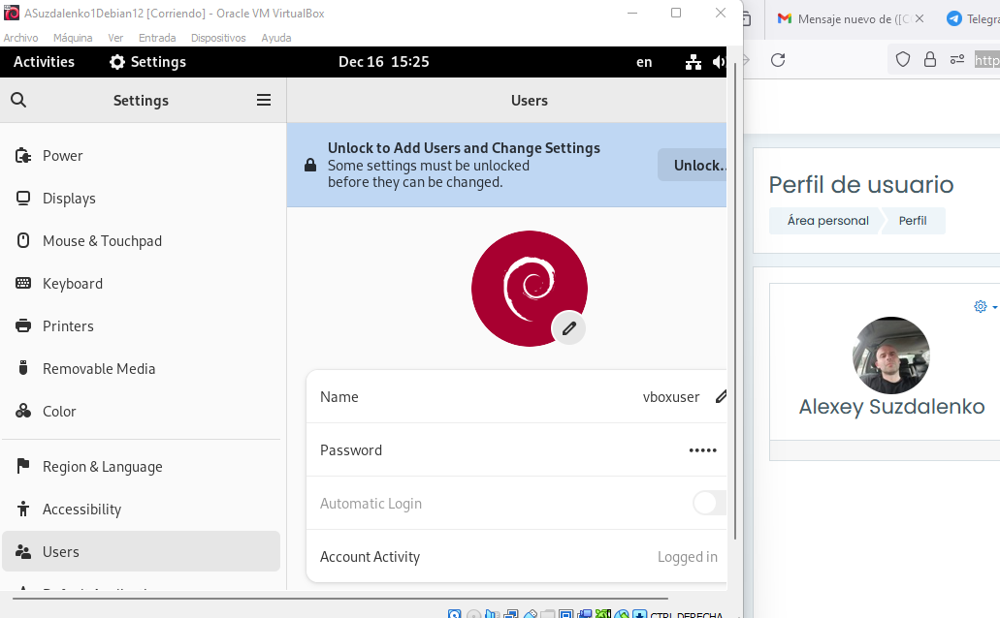 ASuzdalenko1Debian12 [Corriendo] - Oracle VM VirtualBox
Archivo Máquina Ver Entrada Dispositivos Ayuda
Activities Settings Dec 16 15:25 en
Settings
Users
Power
Displays
Mouse & Touchpad
Keyboard
Printers
Removable Media
Color
Region & Language
Accessibility
Users
Unlock to Add Users and Change Settings
Some settings must be unlocked
before they can be changed.
Unlock..
Name vboxuser
Password •••••
Automatic Login
Account Activity Logged in
CTRL DERECHA
Mensaje nuevo de ([C
Telegra
http
Perfil de usuario
Área personal Perfil
Alexey Suzdalenko